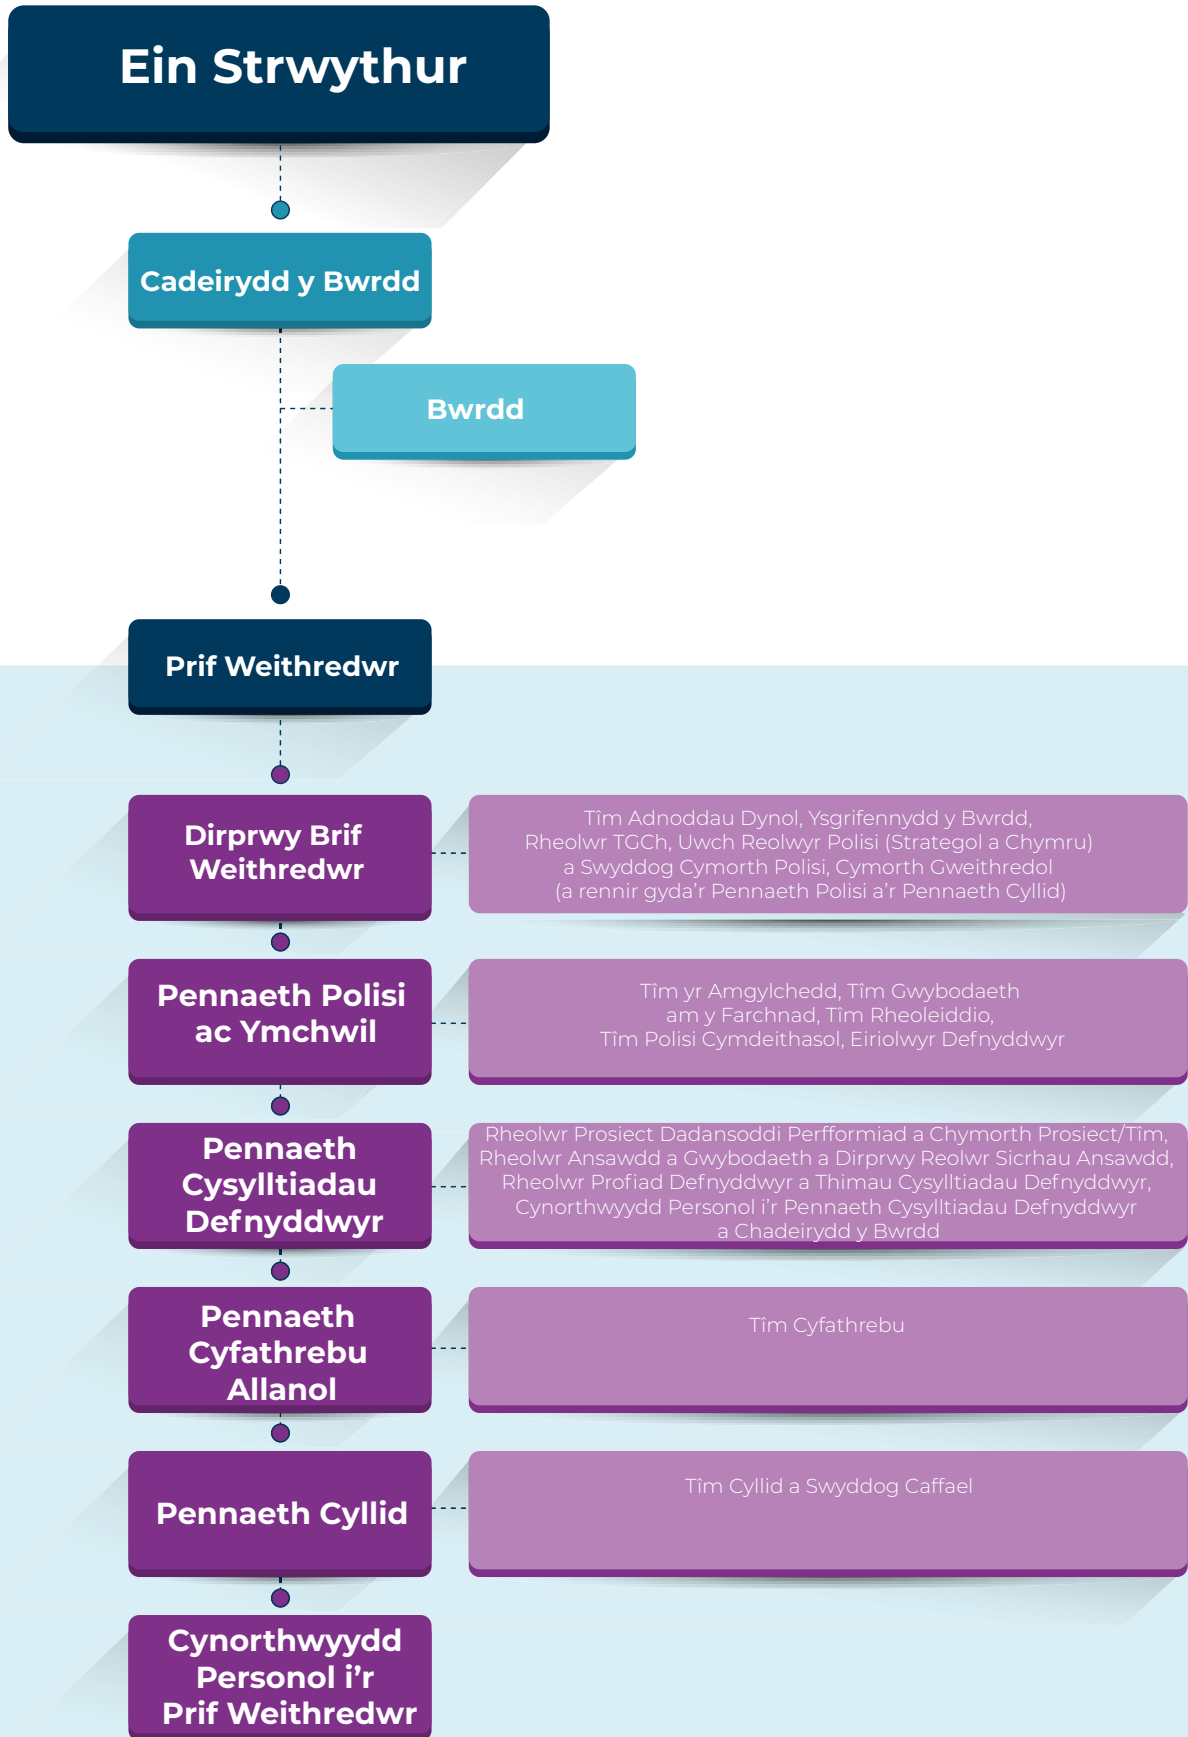 Ein Strwythur
Cadeirydd y Bwrdd
Bwrdd
Prif Weithredwr
Dirprwy Brif
Weithredwr
Tîm Adnoddau Dynol, Ysgrifennydd y Bwrdd,
Rheolwr TGCh, Uwch Reolwyr Polisi (Strategol a Chymru)
a Swyddog Cymorth Polisi, Cymorth Gweithredol
(a rennir gyda’r Pennaeth Polisi a’r Pennaeth Cyllid)
Pennaeth Polisi
ac Ymchwil
Tîm yr Amgylchedd, Tîm Gwybodaeth
am y Farchnad, Tîm Rheoleiddio,
Tîm Polisi Cymdeithasol, Eiriolwyr Defnyddwyr
Pennaeth
Cysylltiadau
Defnyddwyr
Rheolwr Prosiect Dadansoddi Perfformiad a Chymorth Prosiect/Tîm,
Rheolwr Ansawdd a Gwybodaeth a Dirprwy Reolwr Sicrhau Ansawdd,
Rheolwr Profiad Defnyddwyr a Thimau Cysylltiadau Defnyddwyr,
Cynorthwyydd Personol i’r Pennaeth Cysylltiadau Defnyddwyr
a Chadeirydd y Bwrdd
Pennaeth
Cyfathrebu
Allanol
Tîm Cyfathrebu
Pennaeth Cyllid
Tîm Cyllid a Swyddog Caffael
Cynorthwyydd
Personol i’r
Prif Weithredwr